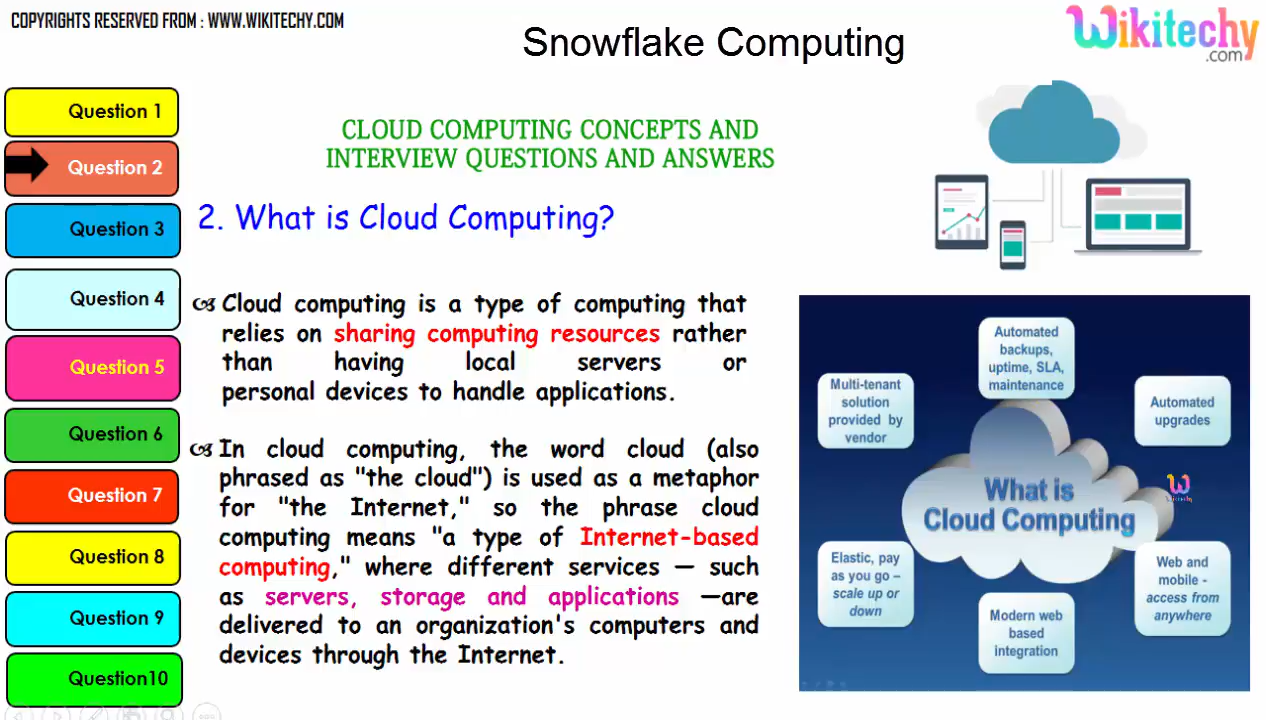 COPYRIGHTS RESERVED FROM : WWW.WIKITECHY.COM
Snowflake Computing
Wikitechy
.com
Question 1
Question 2
Question 3
Question 4
Question 5
Question 6
Question 7
Question 8
Question 9
Question10
CLOUD COMPUTING CONCEPTS AND
INTERVIEW QUESTIONS AND ANSWERS
2. What is Cloud Computing?
Cloud computing is a type of computing that
relies on sharing computing resources rather
than having local servers or
personal devices to handle applications.
In cloud computing, the word cloud (also
phrased as "the cloud") is used as a metaphor
for "the Internet," so the phrase cloud
computing means "a type of Internet-based
computing," where different services — such
as servers, storage and applications —are
delivered to an organization's computers and
devices through the Internet.
Automated
backups,
uptime, SLA,
maintenance
Multi-tenant
solution
provided by
vendor
Automated
upgrades
What is
Cloud Computing
W
Wikitechy
Elastic, pay
as you go –
scale up or
down
Modern web
based
integration
Web and
mobile -
access from
anywhere